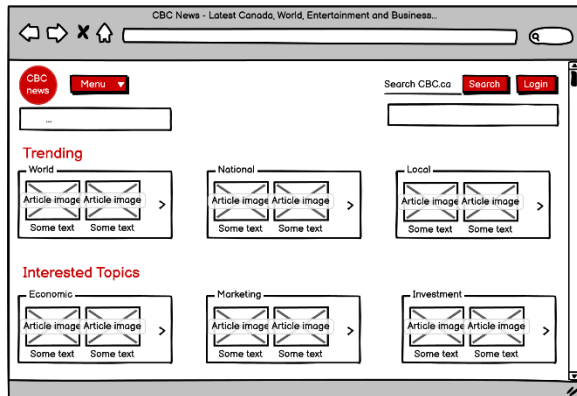 CBC News - Latest Canada, World, Entertainment and Business...
CBC
news
Menu
Search CBC.ca
Search
Login
...
Trending
World
National
Local
Article image Article image
Article image Article image
Article image Article image
Some text Some text
Some text Some text
Some text Some text
Interested Topics
Economic
Marketing
Investment
Article image Article image
Article image Article image
Article image Article image
Some text Some text
Some text Some text
Some text Some text